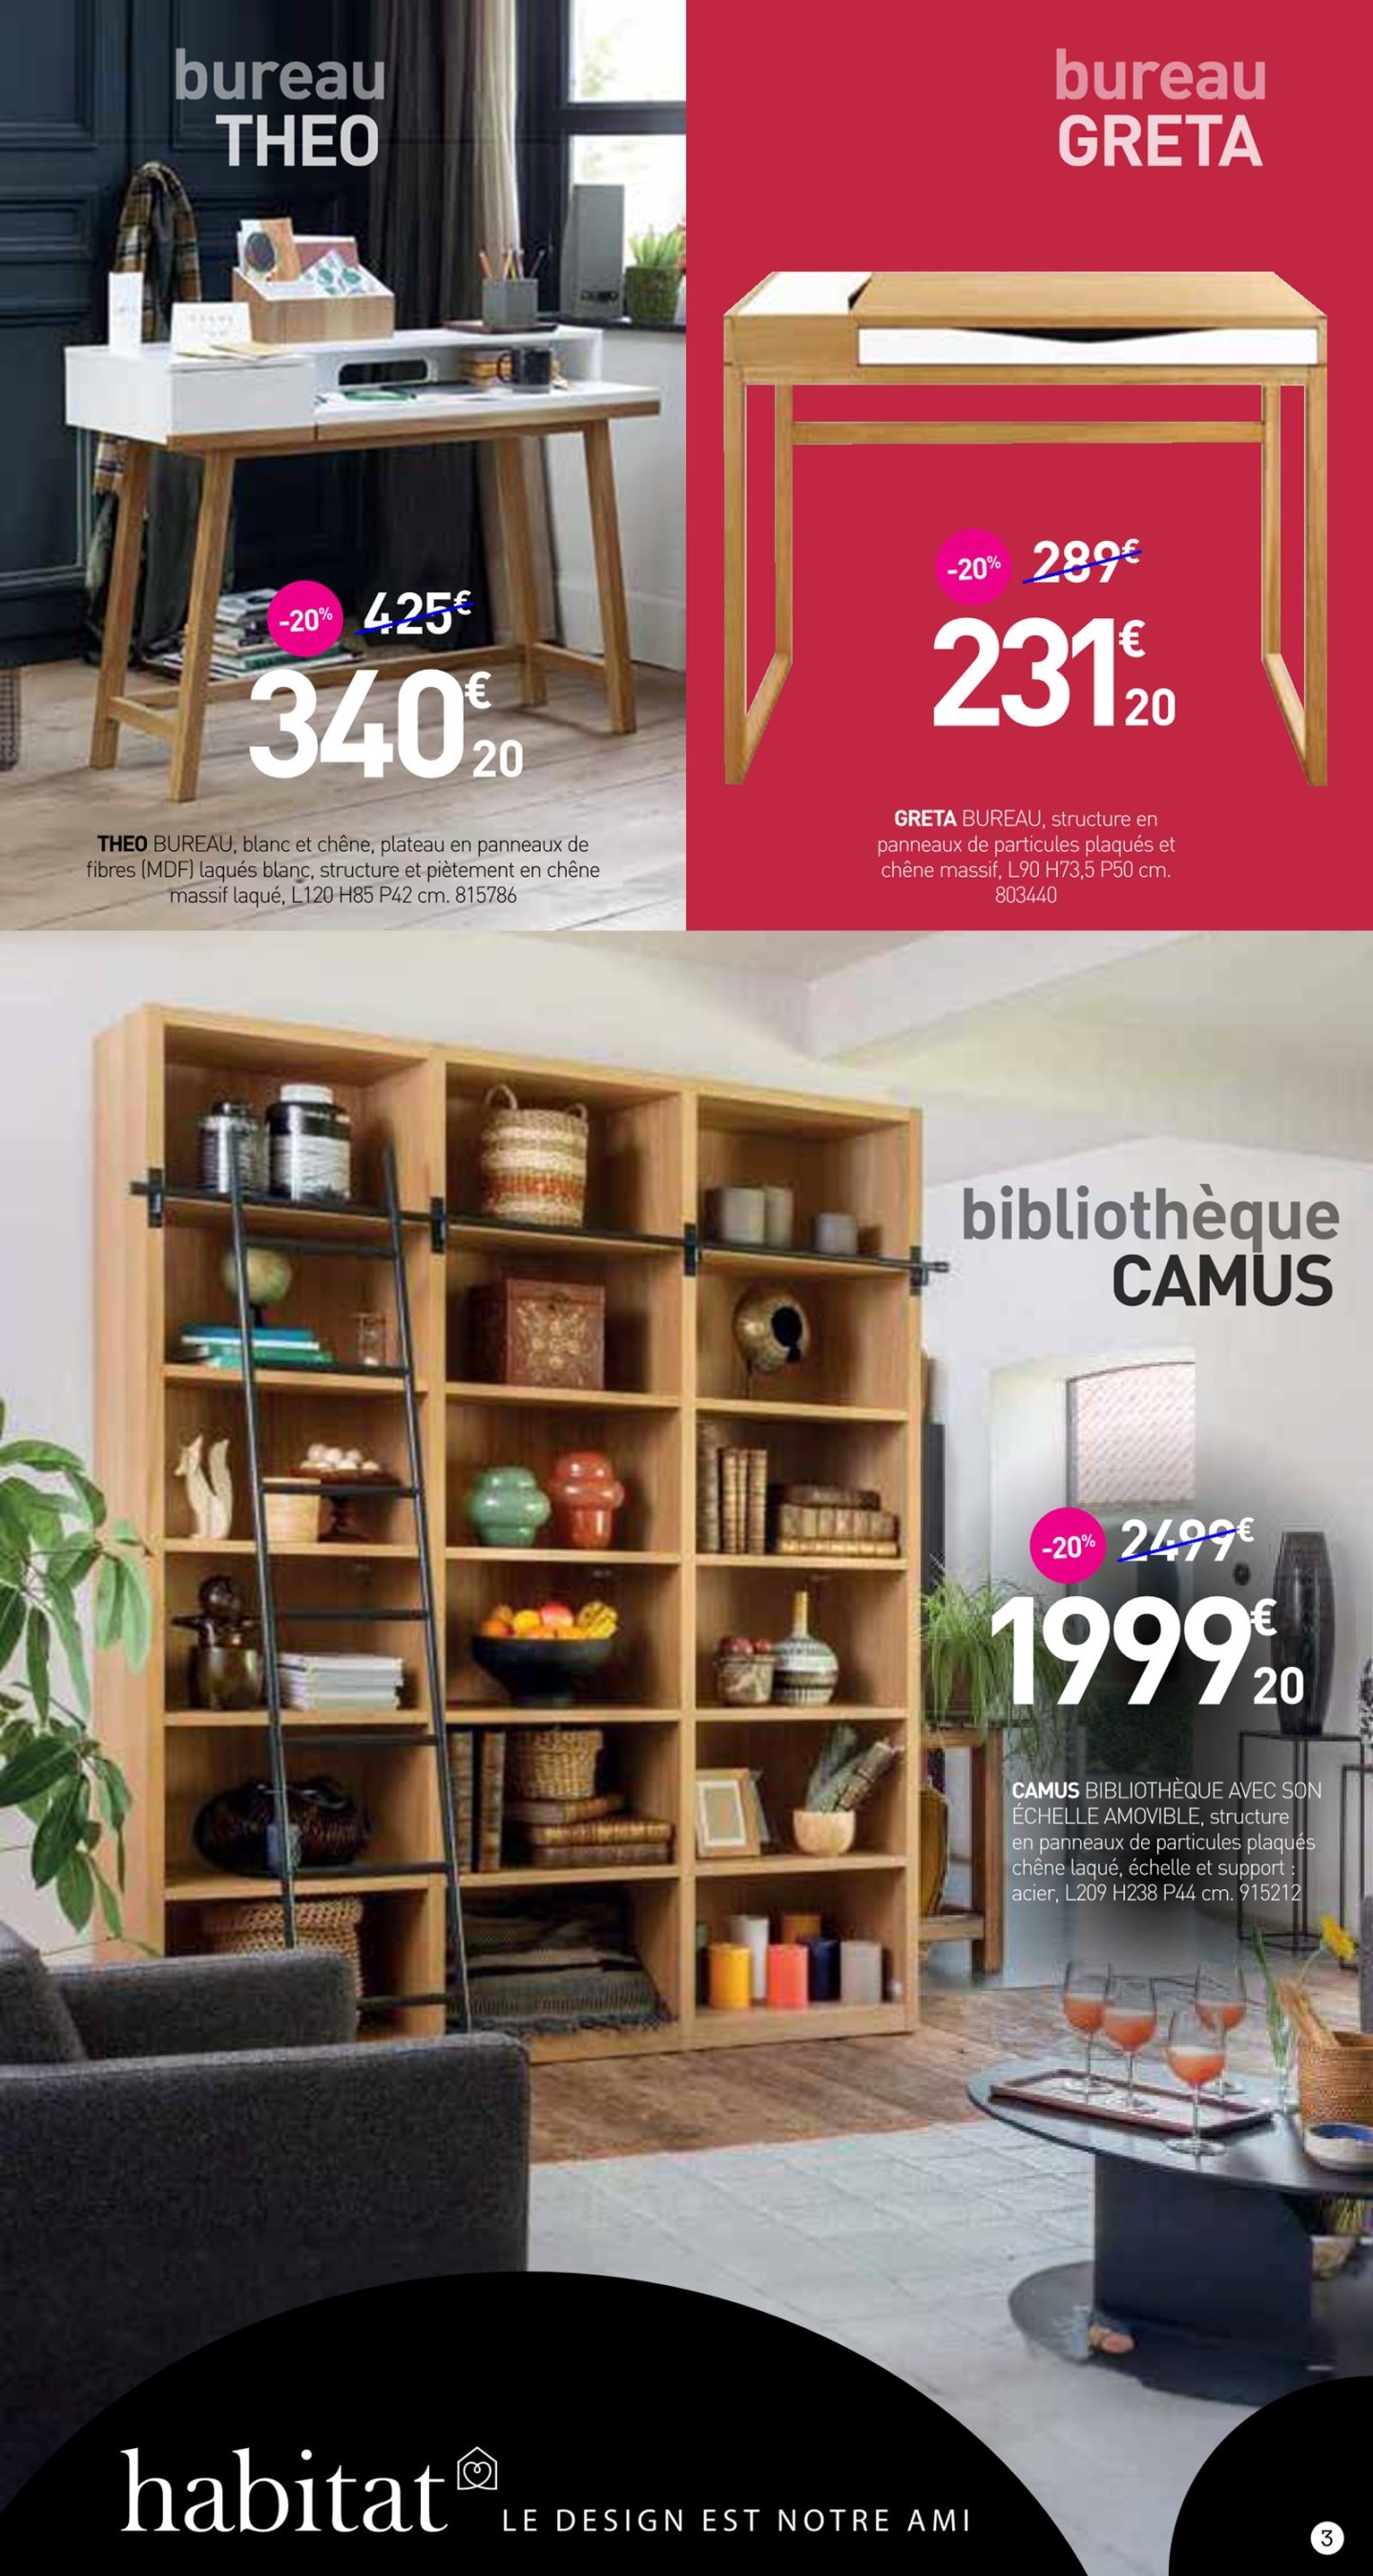 bureau
THEO
-20%
425€
340€20
THEO BUREAU, blanc et chêne, plateau en panneaux de
fibres (MDF) laqués blanc, structure et piètement en chêne
massif laqué, L120 H85 P42 cm. 815786
bureau
GRETA
-20%
289€
231€20
GRETA BUREAU, structure en
panneaux de particules plaqués et
chêne massif, L90 H73,5 P50 cm.
803440
bibliothèque
CAMUS
-20%
2499€
1999€20
CAMUS BIBLIOTHÈQUE AVEC SON
ÉCHELLE AMOVIBLE, structure
en panneaux de particules plaqués
chêne laqué, échelle et support :
acier, L209 H238 P44 cm. 915212
habitat
LE DESIGN EST NOTRE AMI
3